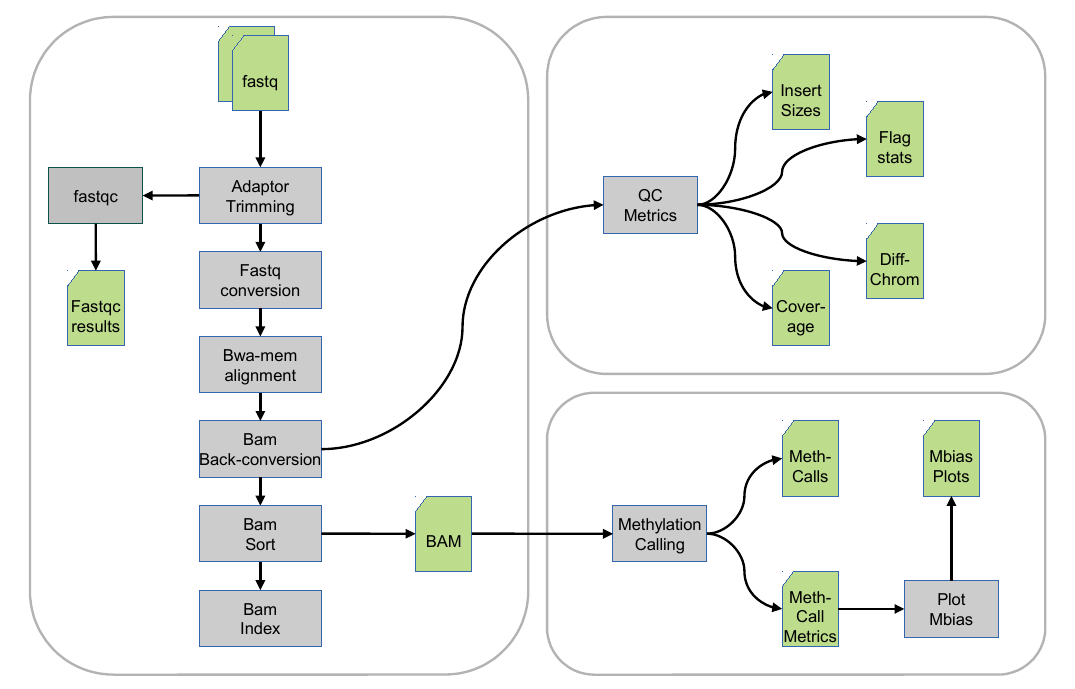 fastq
fastqc
Adaptor
Trimming
Fastqc
results
Fastq
conversion
Bwa-mem
alignment
Bam
Back-conversion
Bam
Sort
BAM
Bam
Index
QC
Metrics
Insert
Sizes
Flag
stats
Diff-
Chrom
Cover-
age
Methylation
Calling
Meth-
Calls
Meth-
Call
Metrics
Mbias
Plots
Plot
Mbias